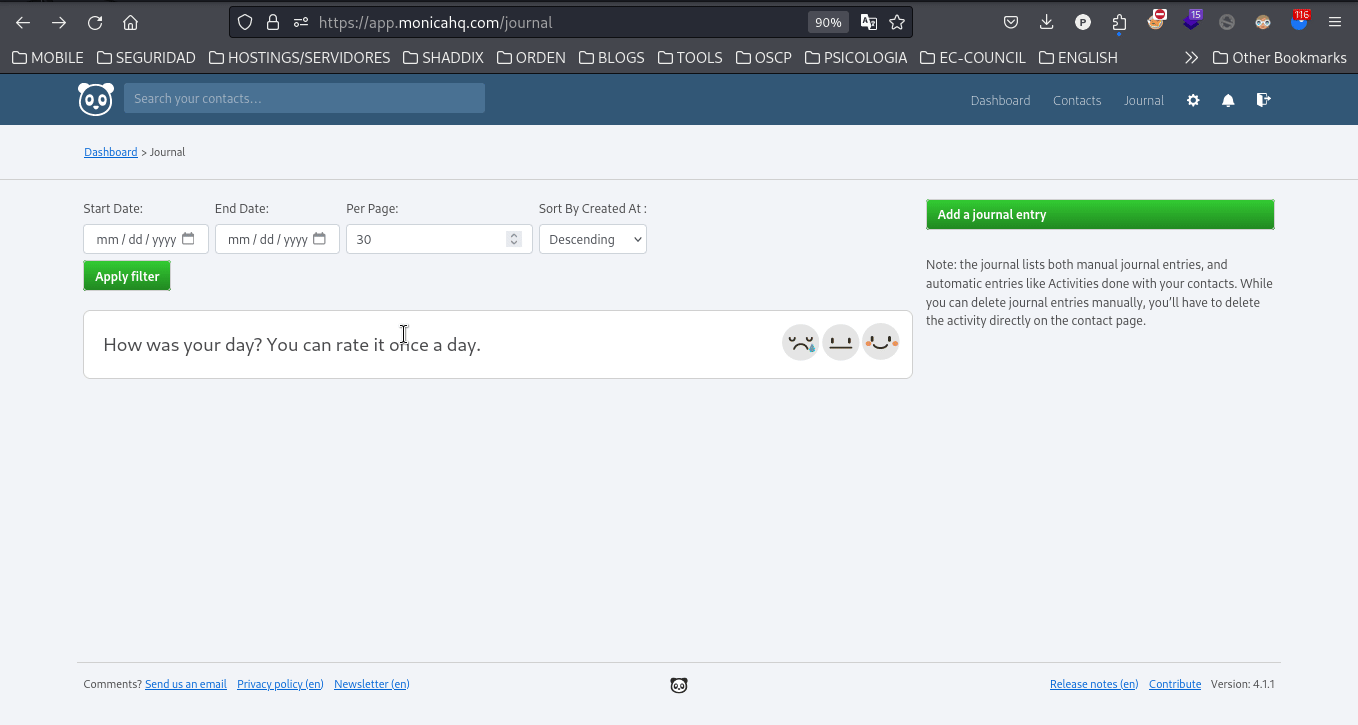 https://app.monicahq.com/journal
90%
P
15
116
MOBILE SEGURIDAD HOSTINGS/SERVIDORES SHADDIX ORDEN BLOGS TOOLS OSCP PSICOLOGIA EC-COUNCIL ENGLISH Other Bookmarks
Search your contacts...
Dashboard Contacts Journal
Dashboard > Journal
Start Date: End Date: Per Page: Sort By Created At :
mm / dd / yyyy mm / dd / yyyy 30 Descending
Apply filter
How was your day? You can rate it once a day.
Add a journal entry
Note: the journal lists both manual journal entries, and
automatic entries like Activities done with your contacts. While
you can delete journal entries manually, you’ll have to delete
the activity directly on the contact page.
Comments? Send us an email Privacy policy (en) Newsletter (en)
Release notes (en) Contribute Version: 4.1.1